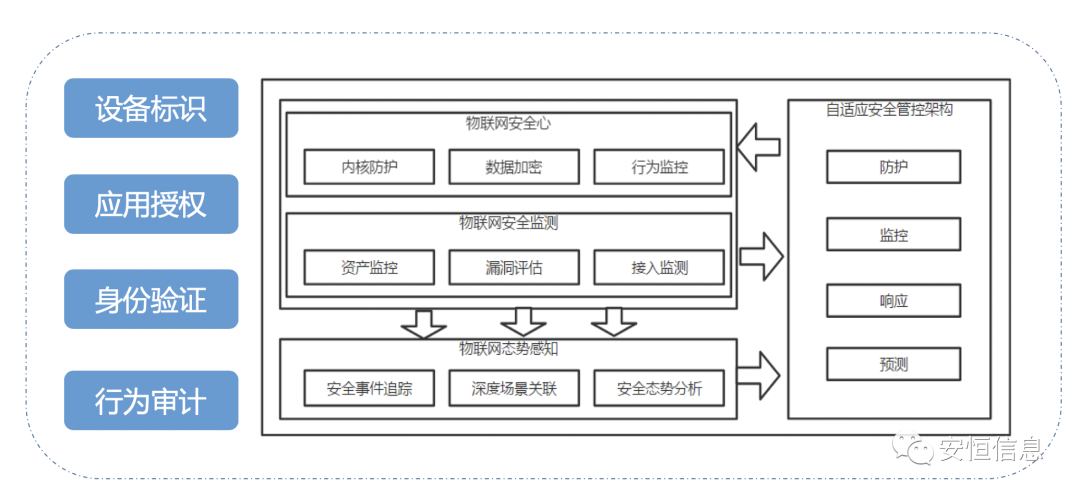 设备标识
应用授权
身份验证
行为审计
物联网安全心
内核防护
数据加密
行为监控
物联网安全监测
资产监控
漏洞评估
接入监测
物联网态势感知
安全事件追踪
深度场景关联
安全态势分析
自适应安全管控架构
防护
监控
响应
预测
安恒信息